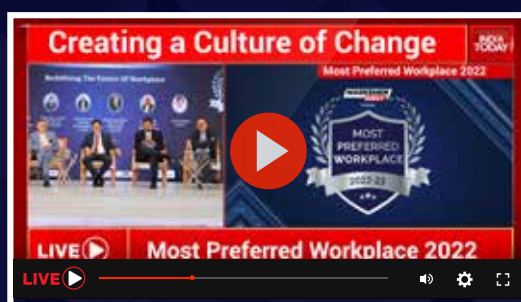 Creating a Culture of Change
INDIA
TODAY
Most Preferred Workplace 2022
Redefining The Future Of Workplace
MOST
PREFERRED
WORKPLACE
2022-23
LIVE
Most Preferred Workplace 2022
LIVE